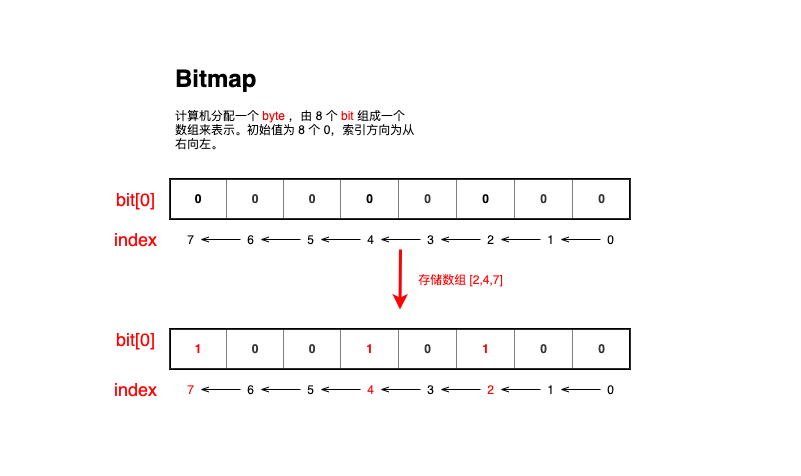 Bitmap
计算机分配一个 byte ，由 8 个 bit 组成一个
数组来表示。初始值为 8 个 0，索引方向为从
右向左。
bit[0] 0 0 0 0 0 0 0 0
index 7 6 5 4 3 2 1 0
存储数组 [2,4,7]
bit[0] 1 0 0 1 0 1 0 0
index 7 6 5 4 3 2 1 0